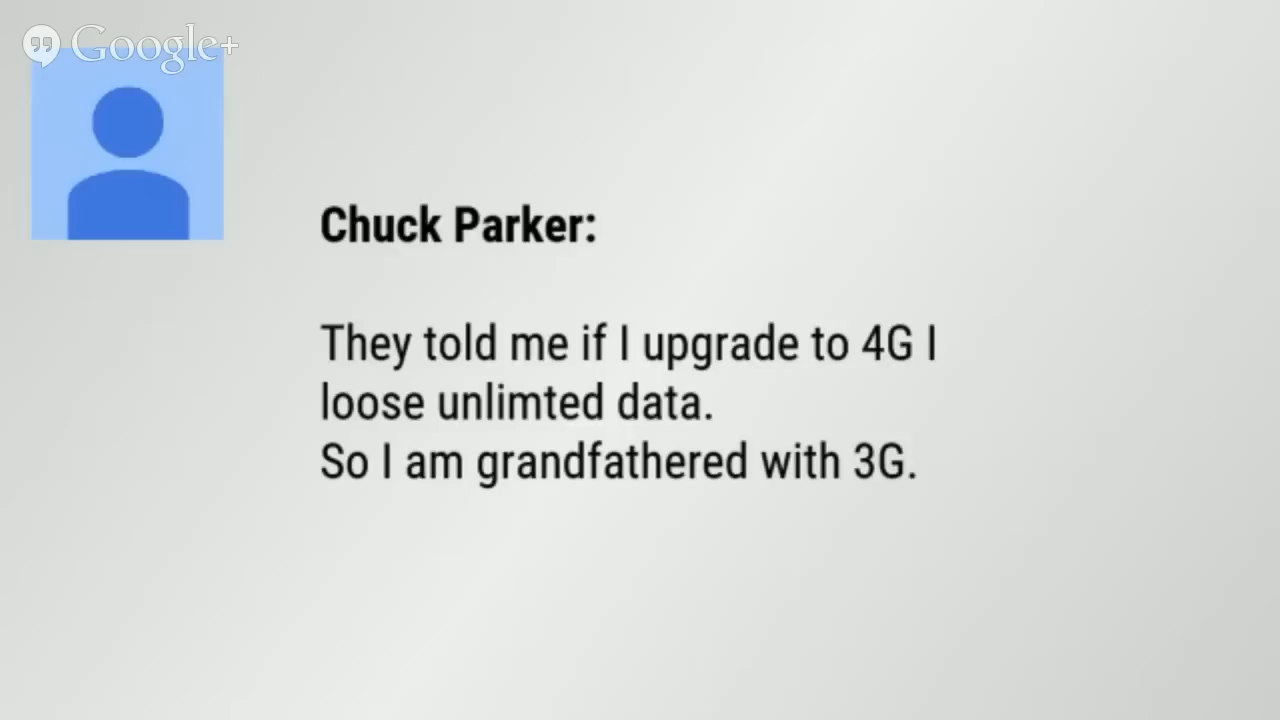 Google+
Chuck Parker:
They told me if I upgrade to 4G I
loose unlimted data.
So I am grandfathered with 3G.